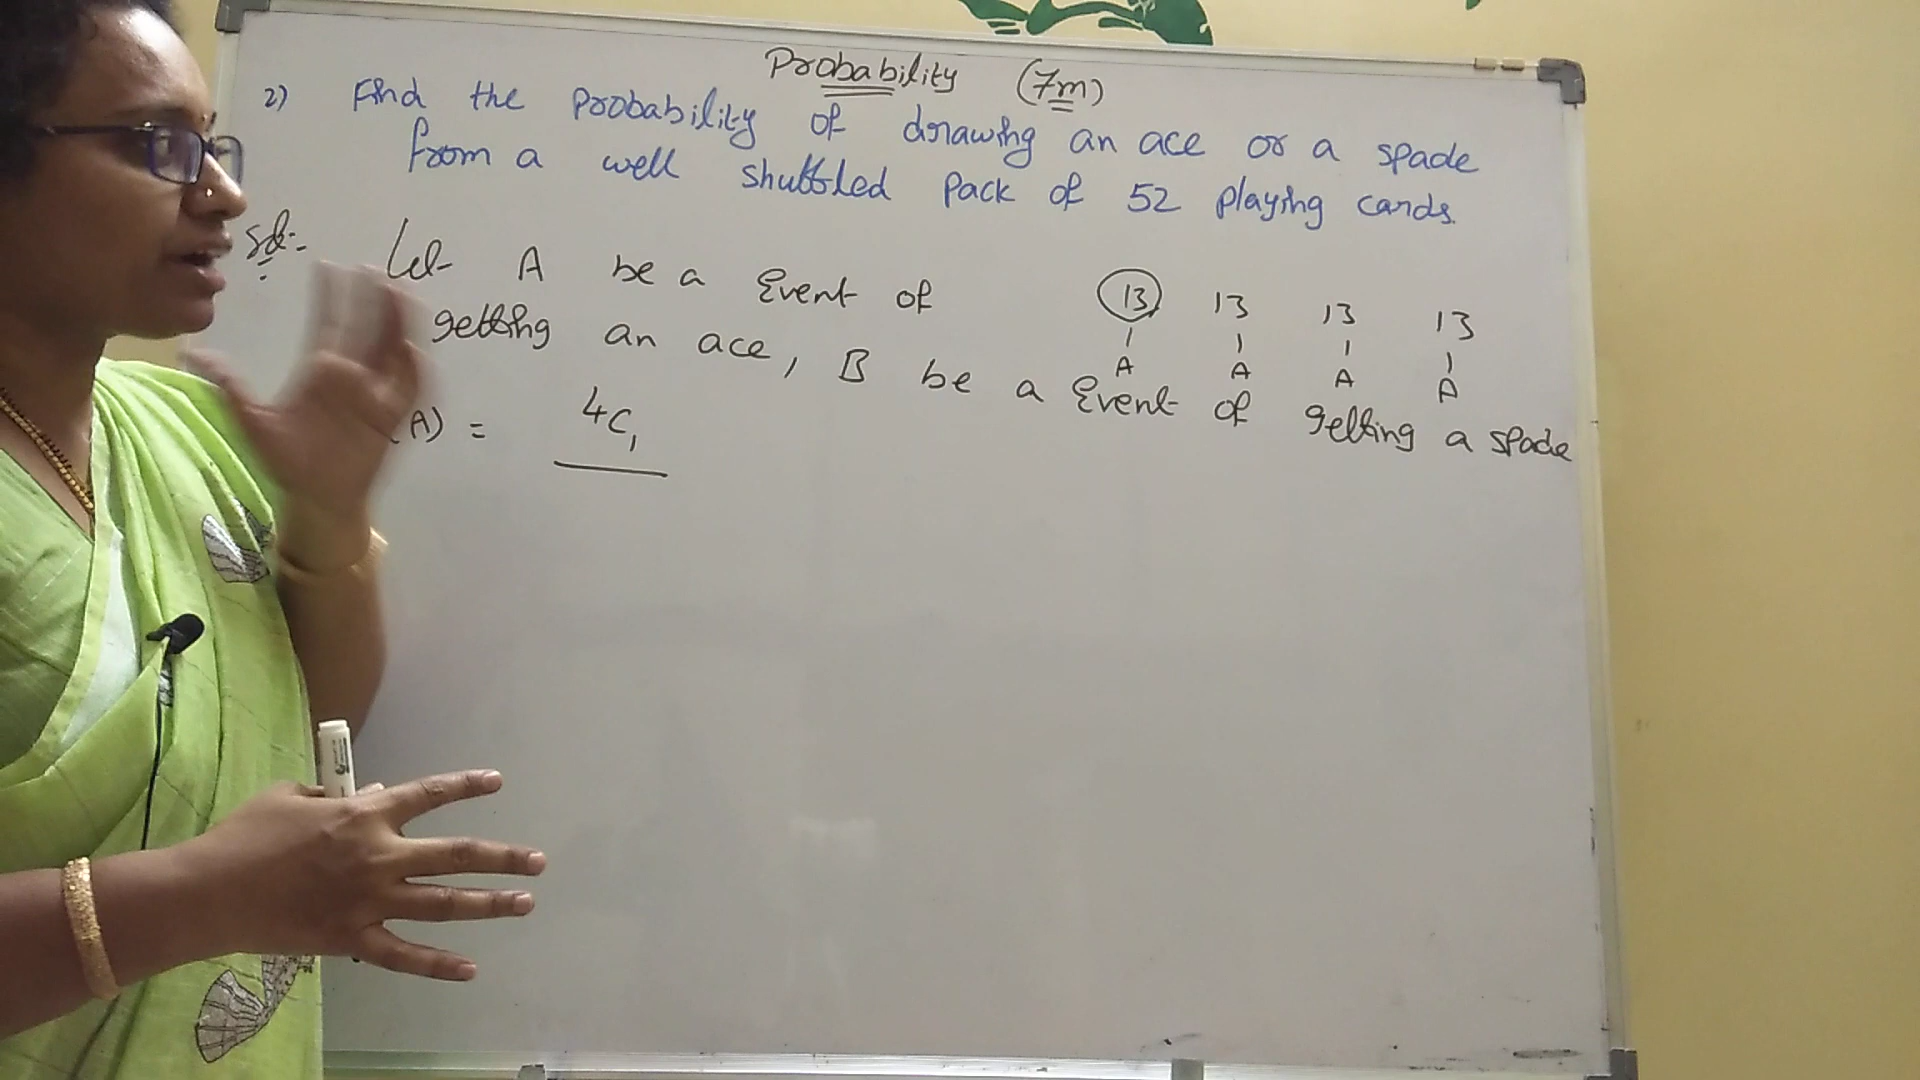 Probability (7m)
2) Find the probability of drawing an ace or a spade
from a well shuffled pack of 52 playing cards.
Sol:- Let A be a Event of
getting an ace, B be a Event of getting a spade
13 13 13 13
A A A A
(A) = 4C1